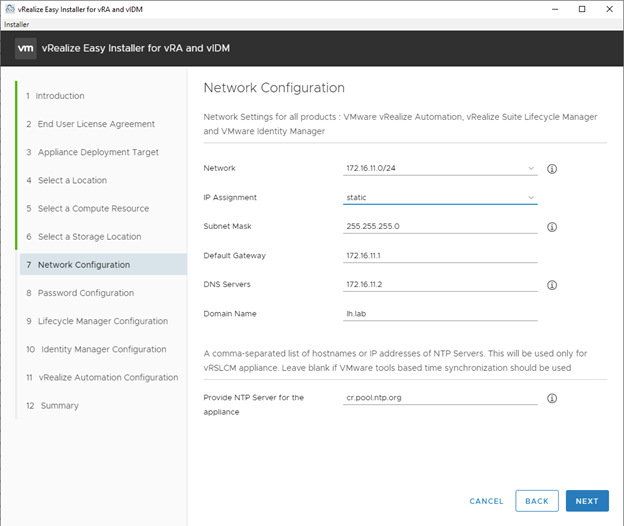 vRealize Easy Installer for vRA and vIDM
Installer
vm vRealize Easy Installer for vRA and vIDM
1 Introduction
2 End User License Agreement
3 Appliance Deployment Target
4 Select a Location
5 Select a Compute Resource
6 Select a Storage Location
7 Network Configuration
8 Password Configuration
9 Lifecycle Manager Configuration
10 Identity Manager Configuration
11 vRealize Automation Configuration
12 Summary
Network Configuration
Network Settings for all products : VMware vRealize Automation, vRealize Suite Lifecycle Manager
and VMware Identity Manager
Network 172.16.11.0/24
IP Assignment static
Subnet Mask 255.255.255.0
Default Gateway 172.16.11.1
DNS Servers 172.16.11.2
Domain Name lh.lab
A comma-separated list of hostnames or IP addresses of NTP Servers. This will be used only for
vRSLCM appliance. Leave blank if VMware tools based time synchronization should be used
Provide NTP Server for the cr.pool.ntp.org
appliance
CANCEL BACK NEXT